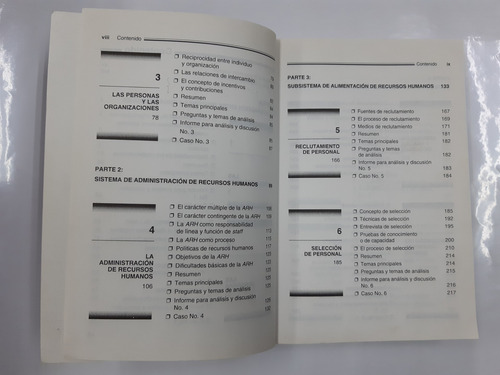 viii Contenido
3
LAS PERSONAS
Y LAS
ORGANIZACIONES
78
❐ Reciprocidad entre individuo
y organización
❐ Las relaciones de intercambio
❐ El concepto de incentivos
y contribuciones
❐ Resumen
❐ Temas principales
❐ Preguntas y temas de análisis
❐ Informe para análisis y discusión
No. 3
❐ Caso No. 3
PARTE 2:
SISTEMA DE ADMINISTRACIÓN DE RECURSOS HUMANOS
4
LA
ADMINISTRACIÓN
DE RECURSOS
HUMANOS
106
❐ El carácter múltiple de la ARH
❐ El carácter contingente de la ARH
❐ La ARH como responsabilidad
de línea y función de staff
❐ La ARH como proceso
❐ Políticas de recursos humanos
❐ Objetivos de la ARH
❐ Dificultades básicas de la ARH
❐ Resumen
❐ Temas principales
❐ Preguntas y temas de análisis
❐ Informe para análisis y discusión
No. 4
❐ Caso No. 4
Contenido ix
PARTE 3:
SUBSISTEMA DE ALIMENTACIÓN DE RECURSOS HUMANOS 133
5
RECLUTAMIENTO
DE PERSONAL
166
❐ Fuentes de reclutamiento 167
❐ El proceso de reclutamiento 169
❐ Medios de reclutamiento 171
❐ Resumen 181
❐ Temas principales 182
❐ Preguntas y temas
de análisis 182
❐ Informe para análisis y discusión
No. 5 183
❐ Caso No. 5 184
6
SELECCIÓN
DE PERSONAL
185
❐ Concepto de selección 185
❐ Técnicas de selección 192
❐ Entrevista de selección 195
❐ Pruebas de conocimiento
o de capacidad 200
❐ El proceso de selección 210
❐ Resumen 214
❐ Temas principales 214
❐ Preguntas y temas de análisis 215
❐ Informe para análisis y discusión
No. 6 216
❐ Caso No. 6 217